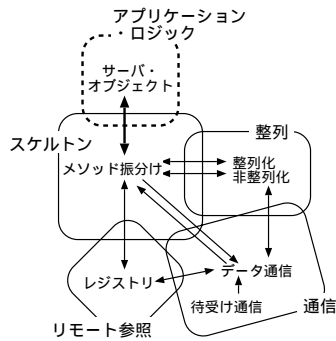 アプリケーション
・ロジック
サーバ・
オブジェクト
スケルトン
整列
メソッド振分け
整列化
非整列化
レジストリ
データ通信
待受け通信
通信
リモート参照